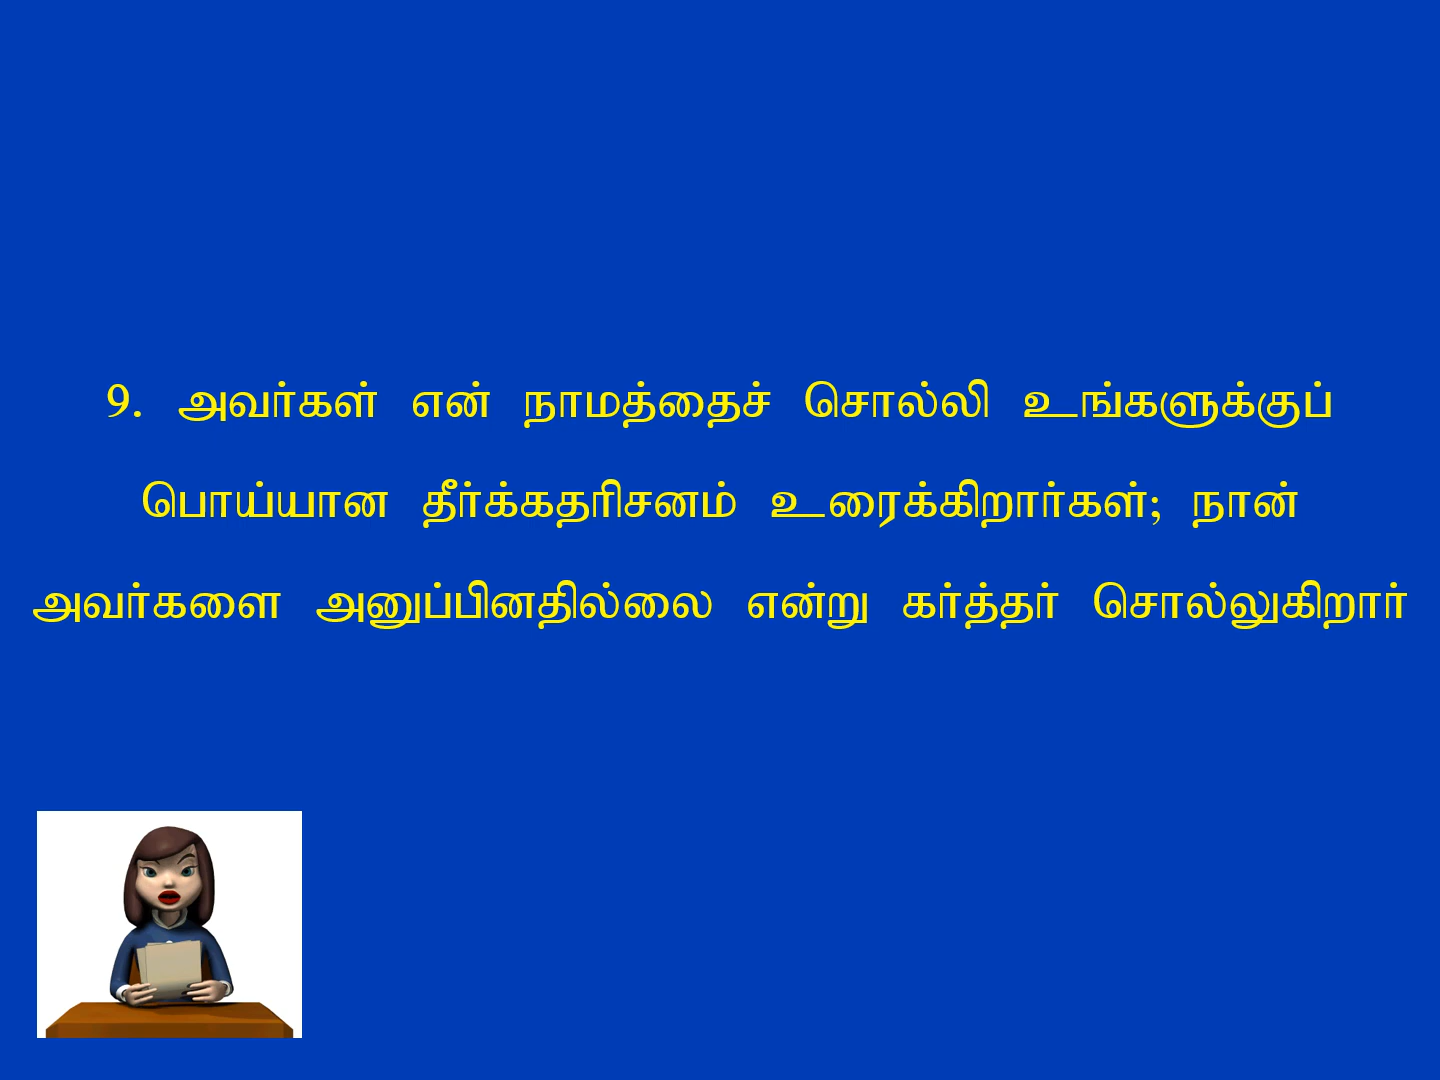 9. அவர்கள் என் நாமத்தைச் சொல்லி உங்களுக்குப்
பொய்யான தீர்க்கதரிசனம் உரைக்கிறார்கள்; நான்
அவர்களை அனுப்பினதில்லை என்று கர்த்தர் சொல்லுகிறார்